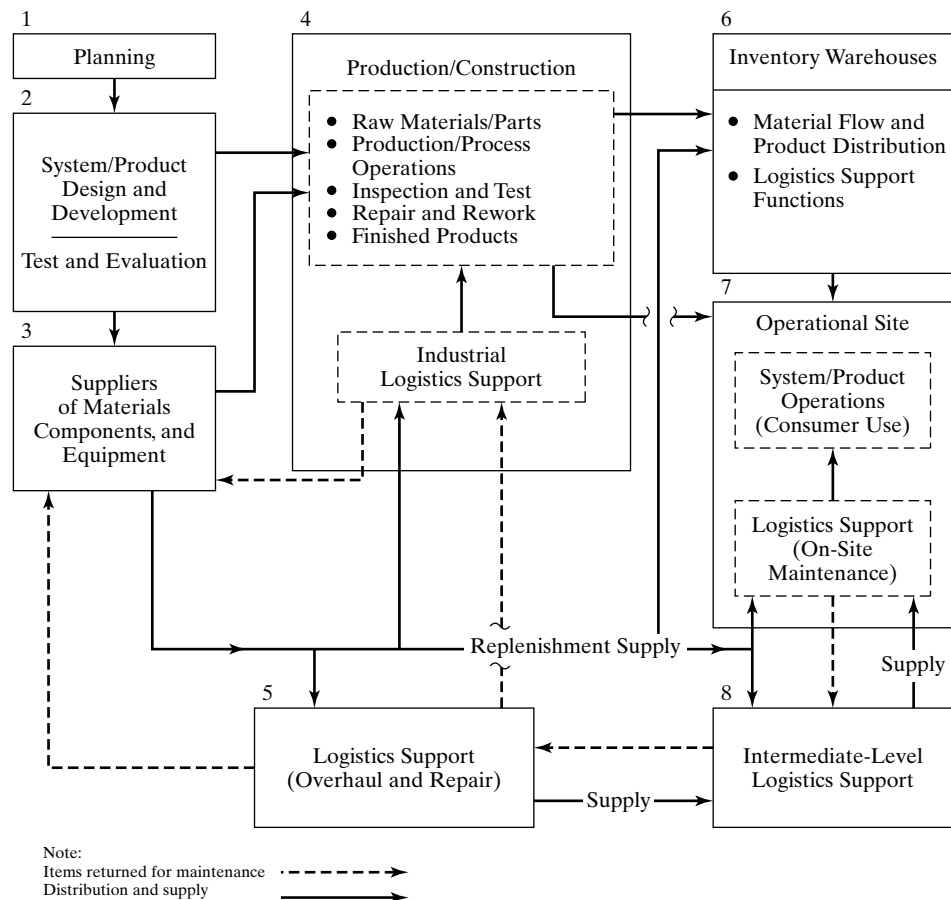 1
Planning
2
System/Product
Design and
Development
Test and Evaluation
3
Suppliers
of Materials
Components, and
Equipment
4
Production/Construction
● Raw Materials/Parts
● Production/Process
Operations
● Inspection and Test
● Repair and Rework
● Finished Products
Industrial
Logistics Support
6
Inventory Warehouses
● Material Flow and
Product Distribution
● Logistics Support
Functions
7
Operational Site
System/Product
Operations
(Consumer Use)
Logistics Support
(On-Site
Maintenance)
Replenishment Supply
Supply
5
Logistics Support
(Overhaul and Repair)
Supply
8
Intermediate-Level
Logistics Support
Note:
Items returned for maintenance
Distribution and supply